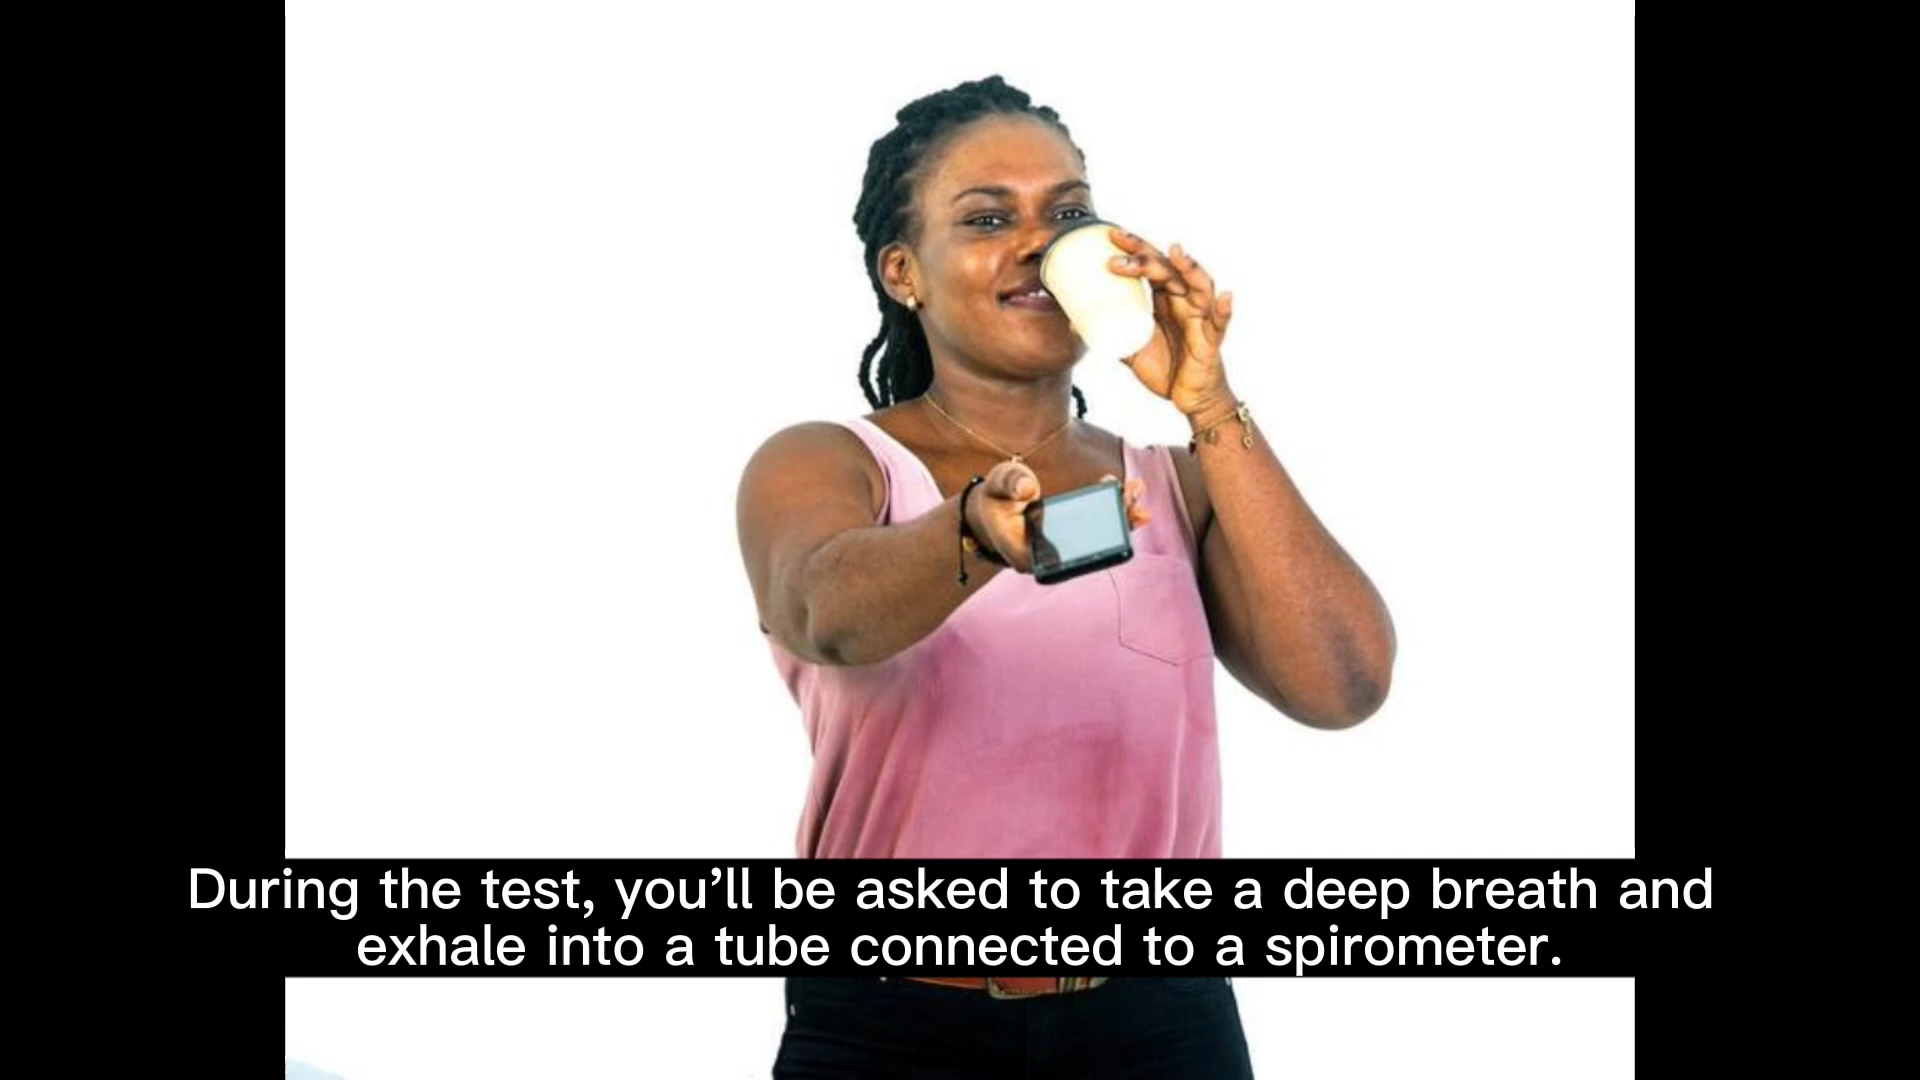 During the test, you’ll be asked to take a deep breath and
exhale into a tube connected to a spirometer.